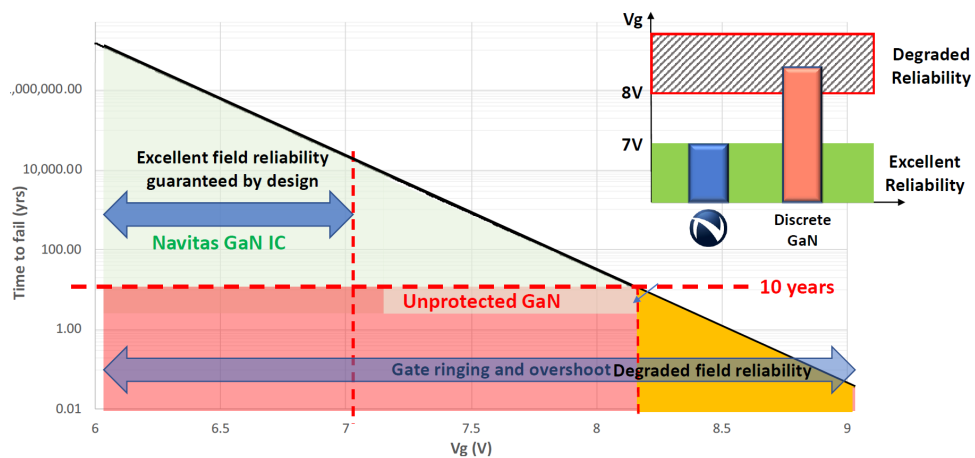 Vg
Degraded
Reliability
8V
7V
Excellent
Reliability
Discrete
GaN
,000,000.00
10,000.00
100.00
1.00
0.01
Time to fail (yrs)
Excellent field reliability
guaranteed by design
Navitas GaN IC
Unprotected GaN
10 years
Gate ringing and overshoot
Degraded field reliability
6
6.5
7
7.5
8
8.5
9
Vg (V)